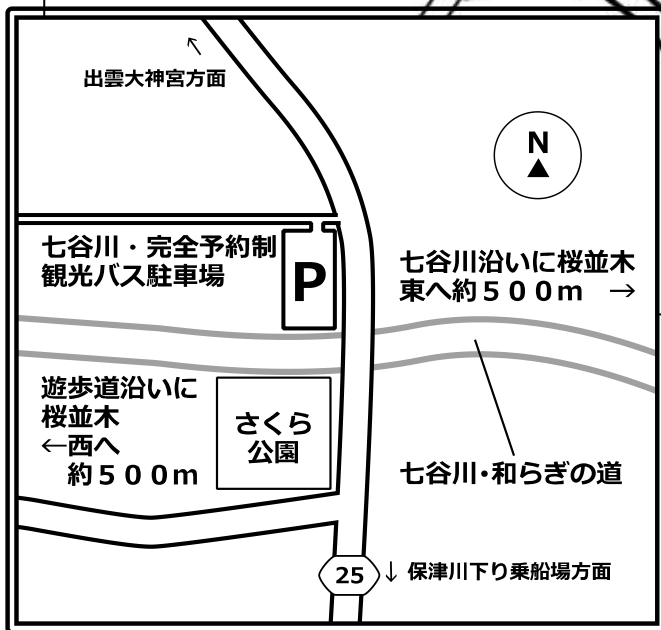 ↖
出雲大神宮方面
N
七谷川・完全予約制
観光バス駐車場
P
七谷川沿いに桜並木
東へ約５００ｍ　→
遊歩道沿いに
桜並木
←西へ
約５００ｍ
さくら
公園
七谷川・和らぎの道
25
↓ 保津川下り乗船場方面